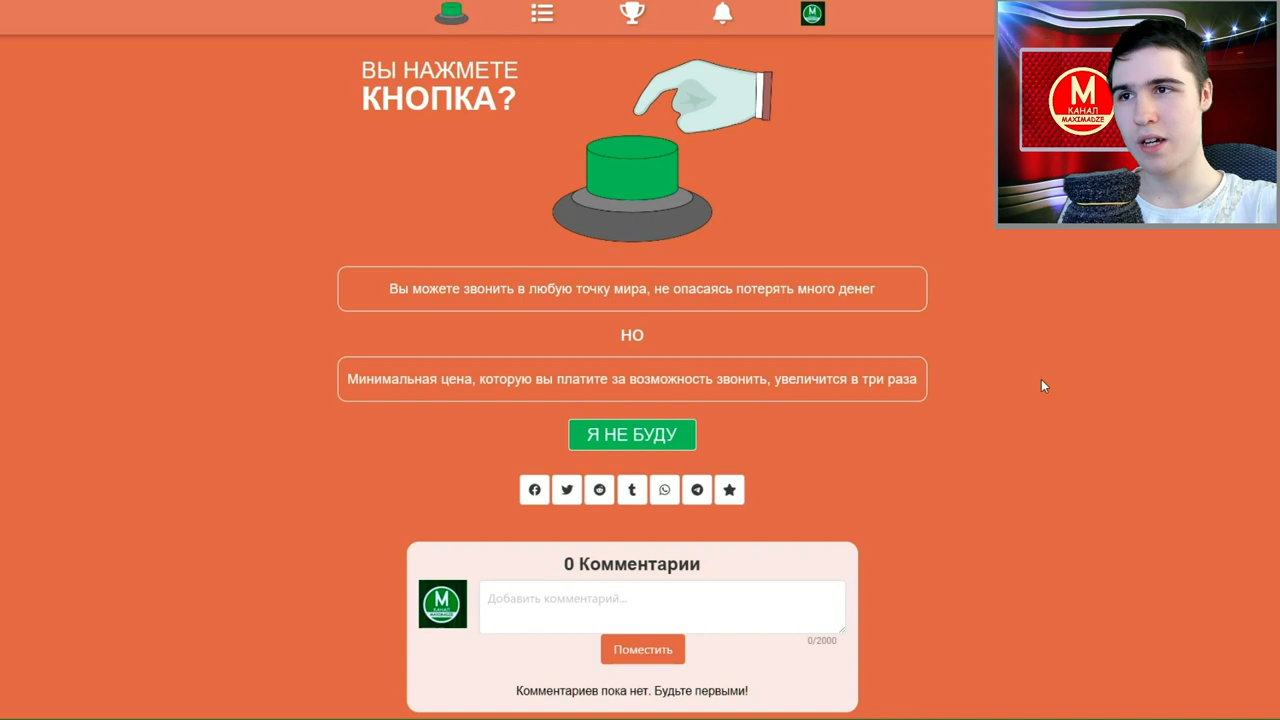 ВЫ НАЖМЕТЕ
КНОПКА?
М
КАНАЛ
MAXIMADZE
Вы можете звонить в любую точку мира, не опасаясь потерять много денег
НО
Минимальная цена, которую вы платите за возможность звонить, увеличится в три раза
Я НЕ БУДУ
0 Комментарии
М
КАНАЛ
MAXIMADZE
Добавить комментарий...
0/2000
Поместить
Комментариев пока нет. Будьте первыми!